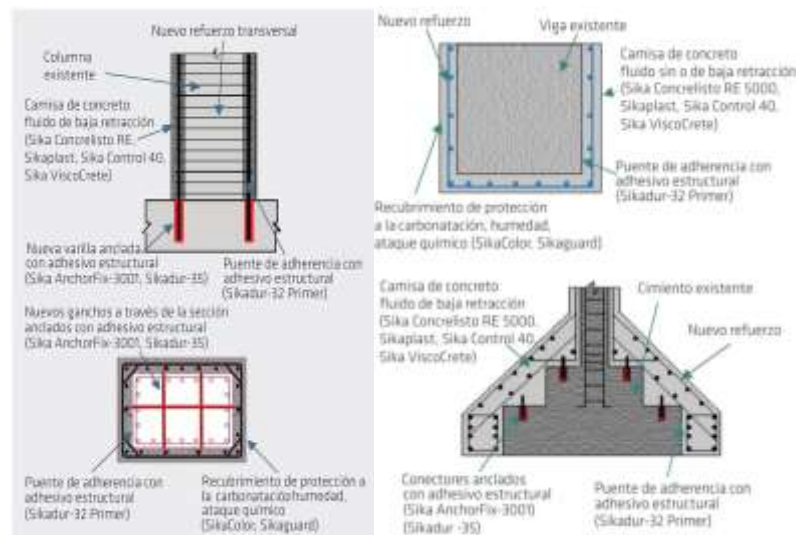 Nuevo refuerzo transversal
Columna
existente
Camisa de concreto
fluido de baja retracción
(Sika Concrelisto RE,
Sikaplast, Sika Control 40,
Sika ViscoCrete)
Nueva varilla anclada
con adhesivo estructural
(Sika AnchorFix-3001, Sikadur-35)
Puente de adherencia con
adhesivo estructural
(Sikadur-32 Primer)
Nuevos ganchos a través de la sección
anclados con adhesivo estructural
(Sika AnchorFix-3001, Sikadur-35)
Puente de adherencia con
adhesivo estructural
(Sikadur-32 Primer)
Recubrimiento de protección a
la carbonatación,humedad,
ataque químico
(SikaColor, Sikaguard)
Nuevo refuerzo
Viga existente
Camisa de concreto
fluido sin o de baja retracción
(Sika Concrelisto RE 5000,
Sikaplast, Sika Control 40,
Sika ViscoCrete)
Puente de adherencia con
adhesivo estructural
(Sikadur-32 Primer)
Recubrimiento de protección
a la carbonatación, humedad,
ataque químico (SikaColor, Sikaguard)
Camisa de concreto
fluido de baja retracción
(Sika Concrelisto RE 5000,
Sikaplast, Sika Control 40,
Sika ViscoCrete)
Cimiento existente
Nuevo refuerzo
Conectores anclados
con adhesivo estructural
(Sika AnchorFix-3001)
(Sikadur -35)
Puente de adherencia con
adhesivo estructural
(Sikadur-32 Primer)